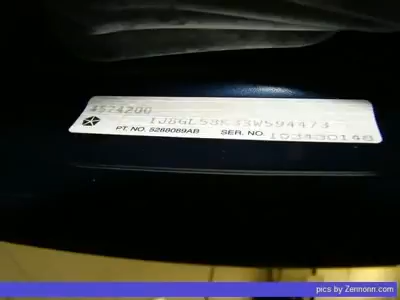 4574200
1J8GL58K33W594473
PT. NO. 5288089AB SER. NO. 103430148
pics by Zennonn.com